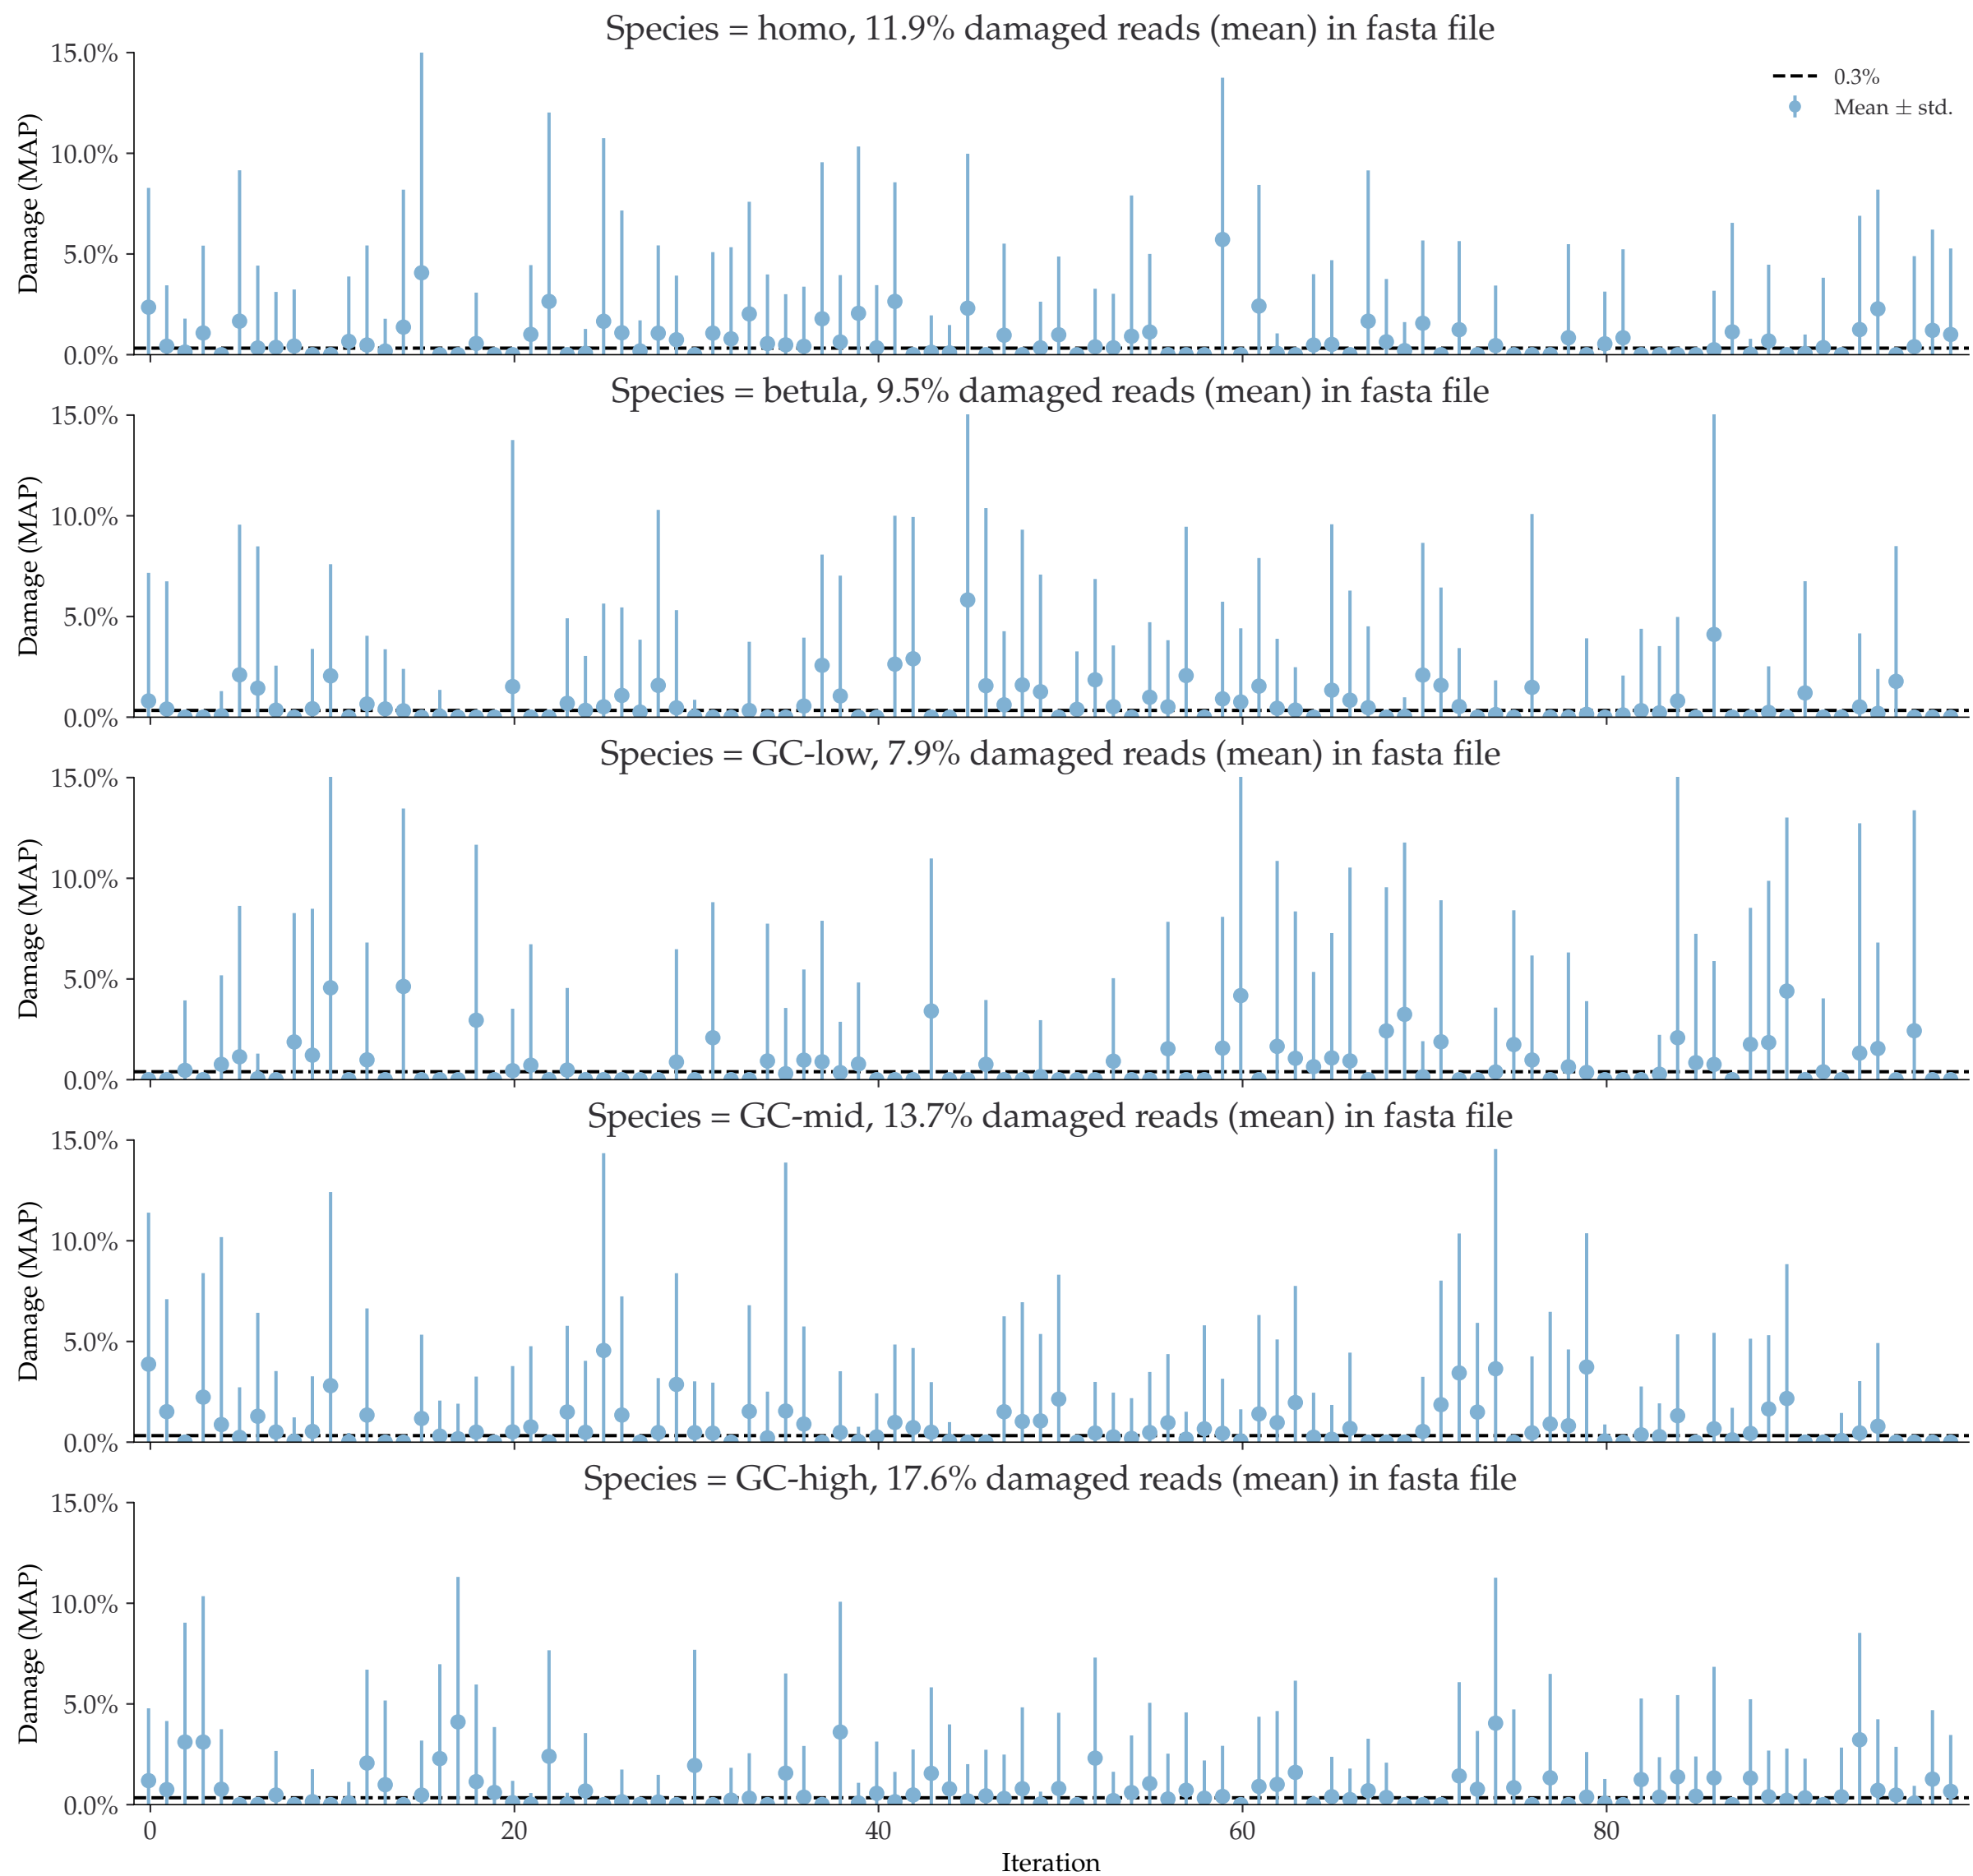 Species = homo, 11.9% damaged reads (mean) in fasta file
15.0%
10.0%
5.0%
0.0%
Damage (MAP)
0.3%
Mean ± std.
Species = betula, 9.5% damaged reads (mean) in fasta file
15.0%
10.0%
5.0%
0.0%
Damage (MAP)
Species = GC-low, 7.9% damaged reads (mean) in fasta file
15.0%
10.0%
5.0%
0.0%
Damage (MAP)
Species = GC-mid, 13.7% damaged reads (mean) in fasta file
15.0%
10.0%
5.0%
0.0%
Damage (MAP)
Species = GC-high, 17.6% damaged reads (mean) in fasta file
15.0%
10.0%
5.0%
0.0%
Damage (MAP)
0 20 40 60 80
Iteration